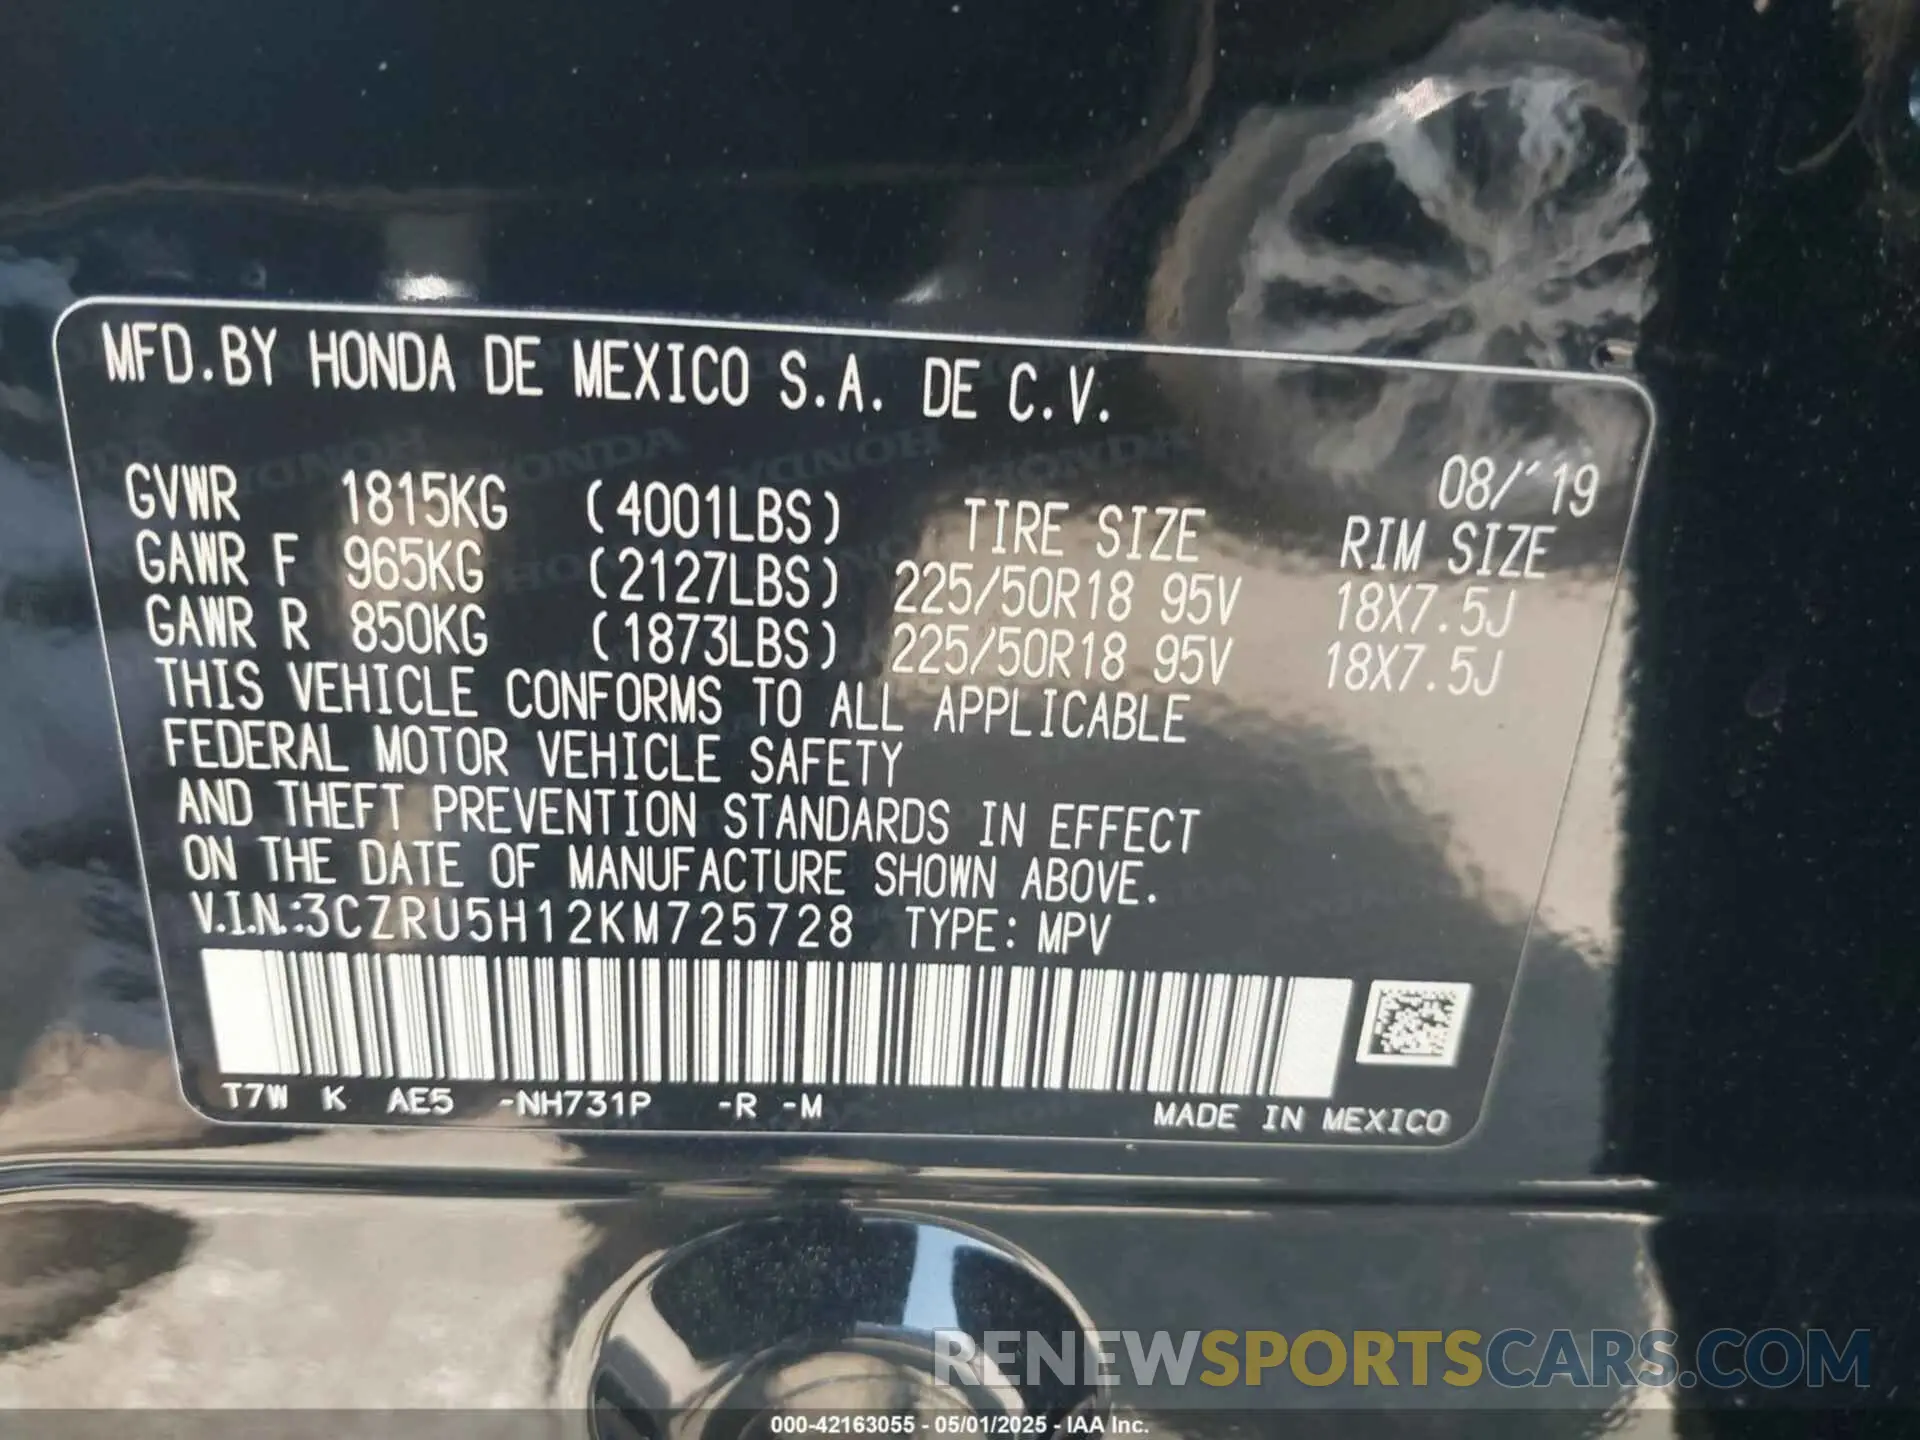 MFD.BY HONDA DE MEXICO S.A. DE C.V.
08/'19
GVWR 1815KG (4001LBS) TIRE SIZE RIM SIZE
GAWR F 965KG (2127LBS) 225/50R18 95V 18X7.5J
GAWR R 850KG (1873LBS) 225/50R18 95V 18X7.5J
THIS VEHICLE CONFORMS TO ALL APPLICABLE
FEDERAL MOTOR VEHICLE SAFETY
AND THEFT PREVENTION STANDARDS IN EFFECT
ON THE DATE OF MANUFACTURE SHOWN ABOVE.
V.I.N.:3CZRU5H12KM725728 TYPE: MPV
T7W K AE5 -NH731P -R -M
MADE IN MEXICO
RENEWSPORTSCARS.COM
000-42163055 - 05/01/2025 - IAA Inc.